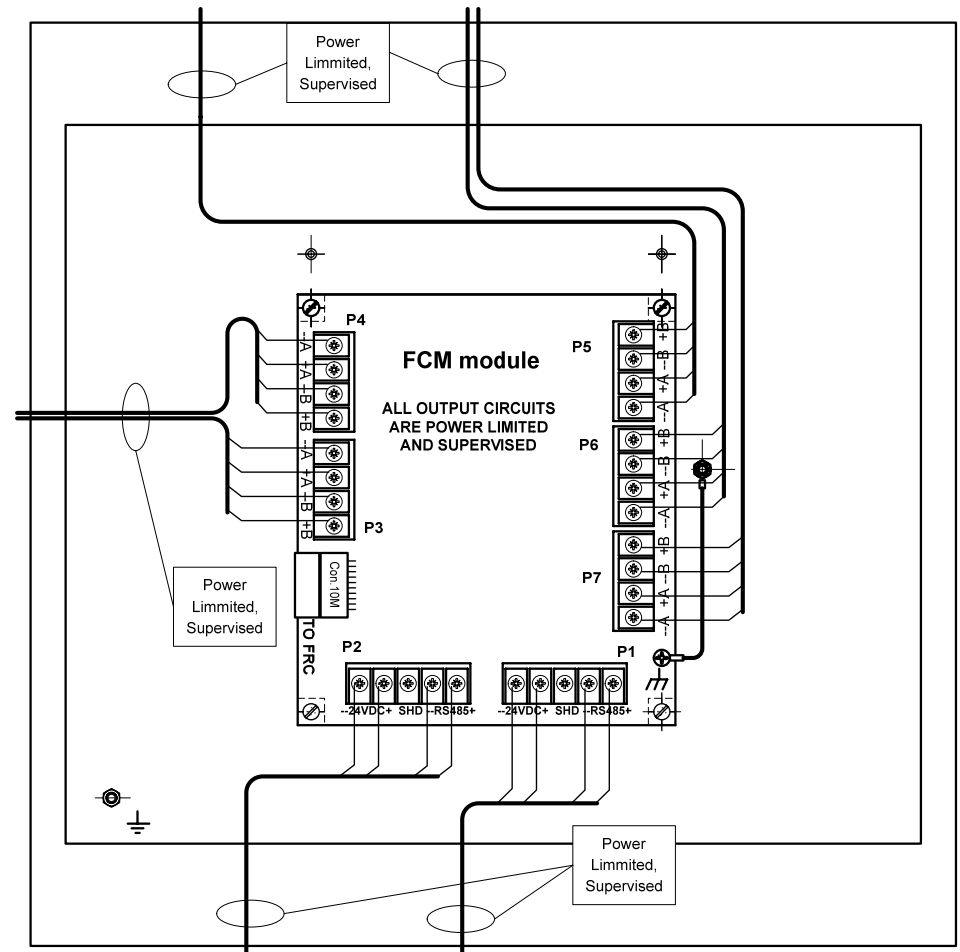 Power
Limmited,
Supervised
P4
--A
+A
--B
+B
FCM module
ALL OUTPUT CIRCUITS
ARE POWER LIMITED
AND SUPERVISED
P5
+B
--B
+A
--A
P6
+B
--B
+A
--A
--A
+A
--B
+B
P3
P7
+B
--B
+A
--A
Con.10M
TO FRC
Power
Limmited,
Supervised
P2
P1
--24VDC+ SHD --RS485+
--24VDC+ SHD --RS485+
Power
Limmited,
Supervised